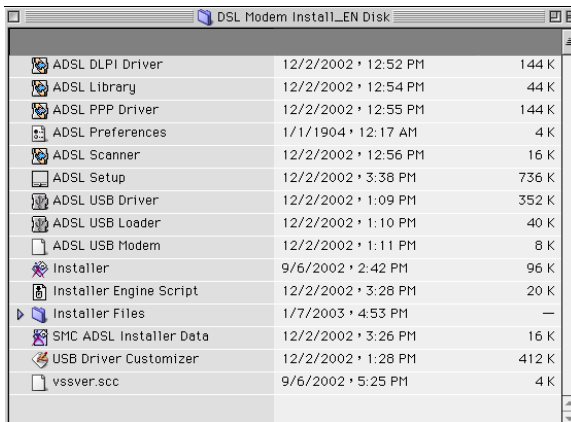 DSL Modem Install_EN Disk
ADSL DLPI Driver 12/2/2002, 12:52 PM 144 K
ADSL Library 12/2/2002, 12:54 PM 44 K
ADSL PPP Driver 12/2/2002, 12:55 PM 144 K
ADSL Preferences 1/1/1904, 12:17 AM 4 K
ADSL Scanner 12/2/2002, 12:56 PM 16 K
ADSL Setup 12/2/2002, 3:38 PM 736 K
ADSL USB Driver 12/2/2002, 1:09 PM 352 K
ADSL USB Loader 12/2/2002, 1:10 PM 40 K
ADSL USB Modem 12/2/2002, 1:11 PM 8 K
Installer 9/6/2002, 2:42 PM 96 K
Installer Engine Script 12/2/2002, 3:28 PM 20 K
Installer Files 1/7/2003, 4:53 PM —
SMC ADSL Installer Data 12/2/2002, 3:26 PM 16 K
USB Driver Customizer 12/2/2002, 1:28 PM 412 K
vssver.scc 9/6/2002, 5:25 PM 4 K